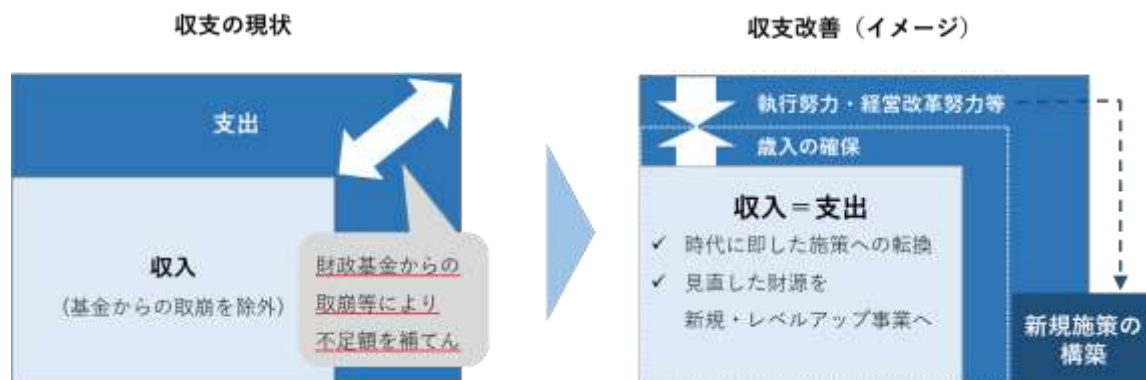 収支の現状
支出
収入
(基金からの取崩を除外)
財政基金からの
取崩等により
不足額を補てん
収支改善（イメージ）
執行努力・経営改革努力等
歳入の確保
収入＝支出
✓ 時代に即した施策への転換
✓ 見直した財源を
新規・レベルアップ事業へ
新規施策の
構築